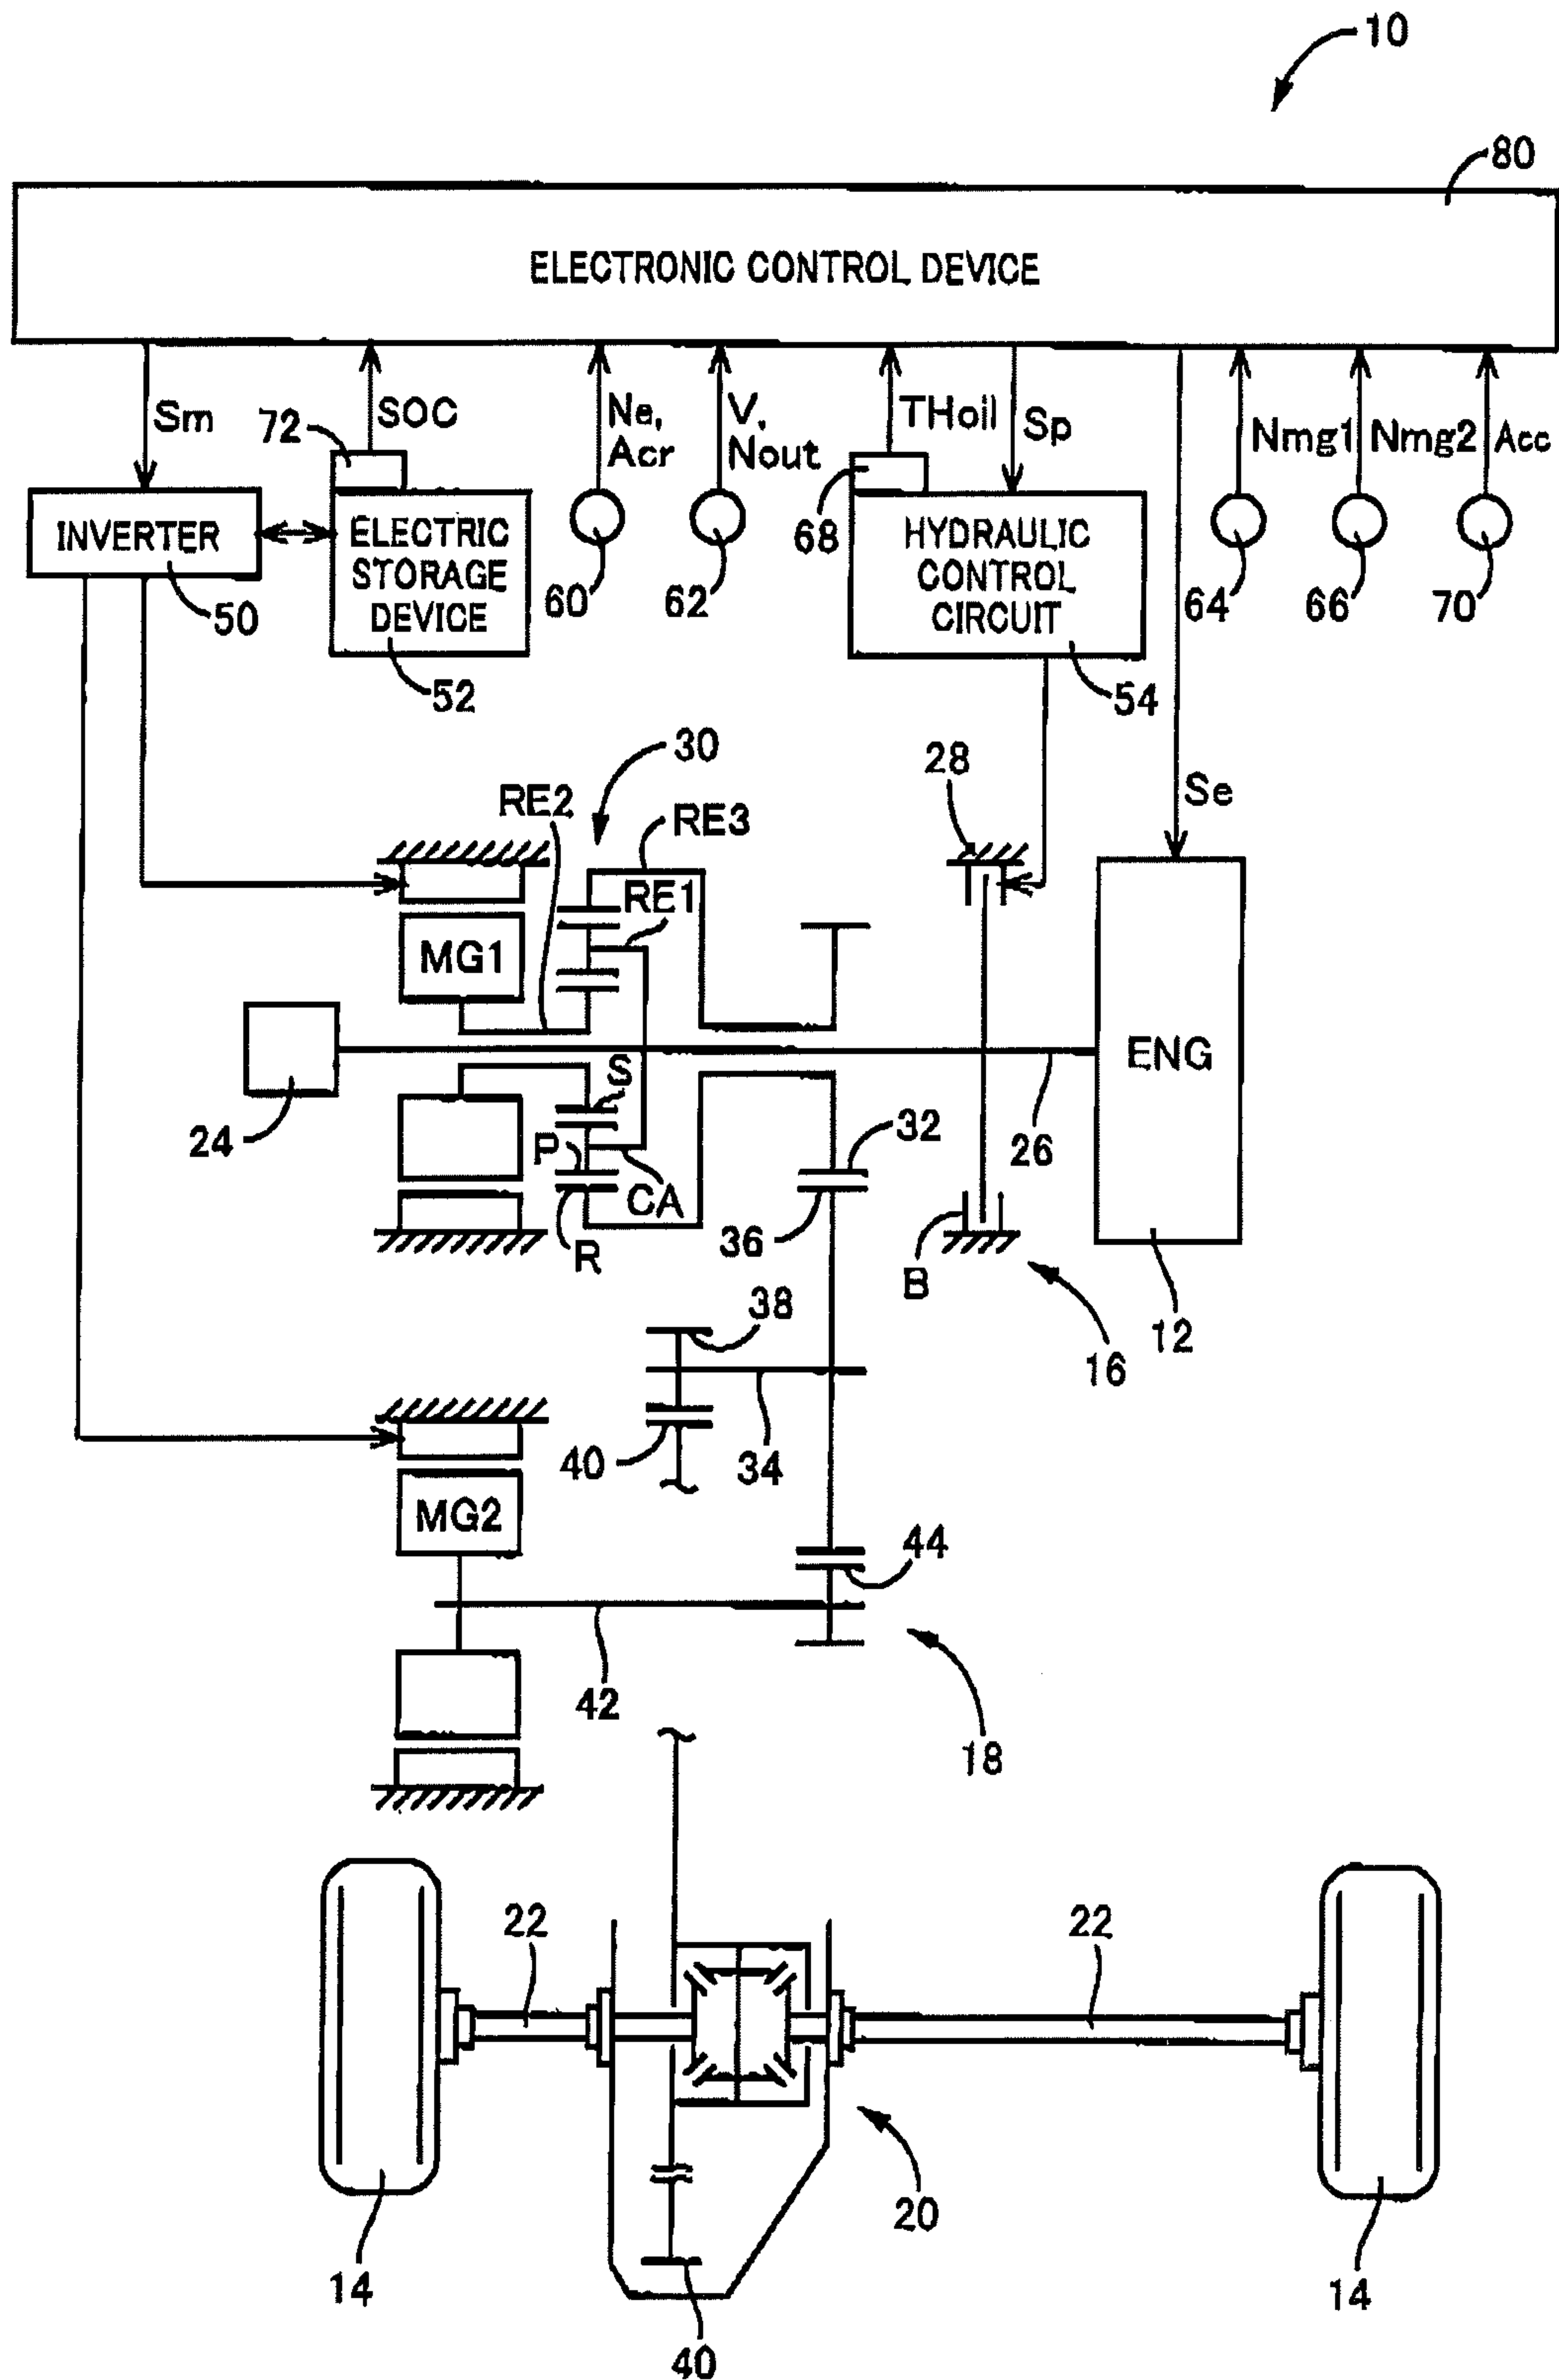 10
80
ELECTRONIC CONTROL DEVICE
Sm
72
SOC
Ne,
Acr
V,
Nout
THoil
Sp
Nmg1
Nmg2
Acc
68
INVERTER
ELECTRIC
STORAGE
DEVICE
HYDRAULIC
CONTROL
CIRCUIT
50
60
62
64
66
70
52
54
30
28
RE2
RE3
Se
RE1
MG1
ENG
S
24
32
26
P
CA
R
36
B
38
12
16
40
34
MG2
44
42
18
22
22
20
14
14
40